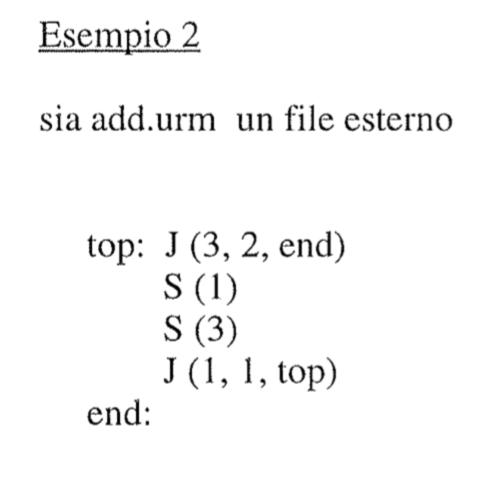 Esempio 2
sia add.urm un file esterno
top: J (3, 2, end)
S (1)
S (3)
J (1, 1, top)
end: